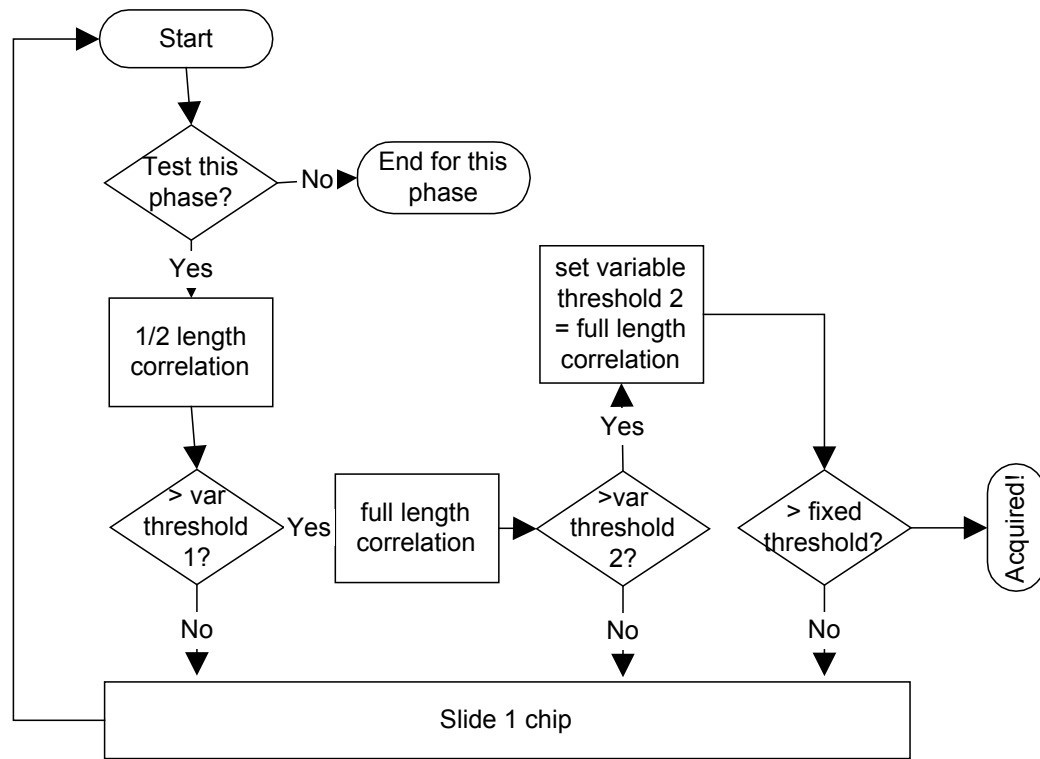 Start
Test this
phase?
No
End for this
phase
Yes
1/2 length
correlation
> var
threshold
1?
Yes
full length
correlation
>var
threshold
2?
Yes
set variable
threshold 2
= full length
correlation
> fixed
threshold?
Acquired!
No
No
No
Slide 1 chip